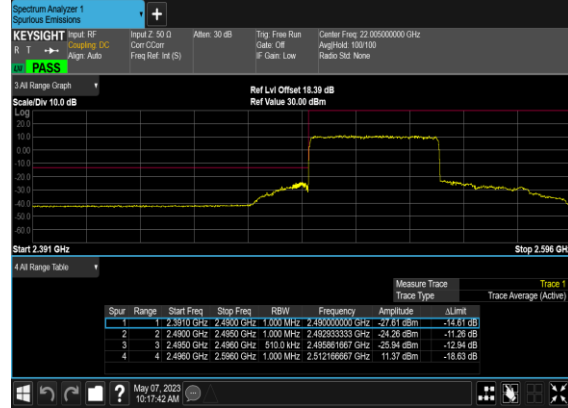 Spectrum Analyzer 1
Spurious Emissions
KEYSIGHT Input: RF Input Z: 50 Ω Atten: 30 dB Trig: Free Run Center Freq: 22.005000000 GHz
R T Coupling: DC Corr CCorr Gate: Off Avg|Hold: 100/100
Align: Auto Freq Ref: Int (S) IF Gain: Low Radio Std: None
PASS
3 All Range Graph
Ref Lvl Offset 18.39 dB
Scale/Div 10.0 dB Ref Value 30.00 dBm
Log
20.0
10.0
0.00
-10.0
-20.0
-30.0
-40.0
-50.0
-60.0
Start 2.391 GHz Stop 2.596 GH
4 All Range Table
Measure Trace Trace 1
Trace Type Trace Average (Active)
Spur Range Start Freq Stop Freq RBW Frequency Amplitude ΔLimit
1 1 2.3910 GHz 2.4900 GHz 1.000 MHz 2.490000000 GHz -27.61 dBm -14.61 dB
2 2 2.4900 GHz 2.4950 GHz 1.000 MHz 2.492933333 GHz -24.26 dBm -11.26 dB
3 3 2.4950 GHz 2.4960 GHz 510.0 kHz 2.495861667 GHz -25.94 dBm -12.94 dB
4 4 2.4960 GHz 2.5960 GHz 1.000 MHz 2.512166667 GHz 11.37 dBm -18.63 dB
May 07, 2023
10:17:42 AM